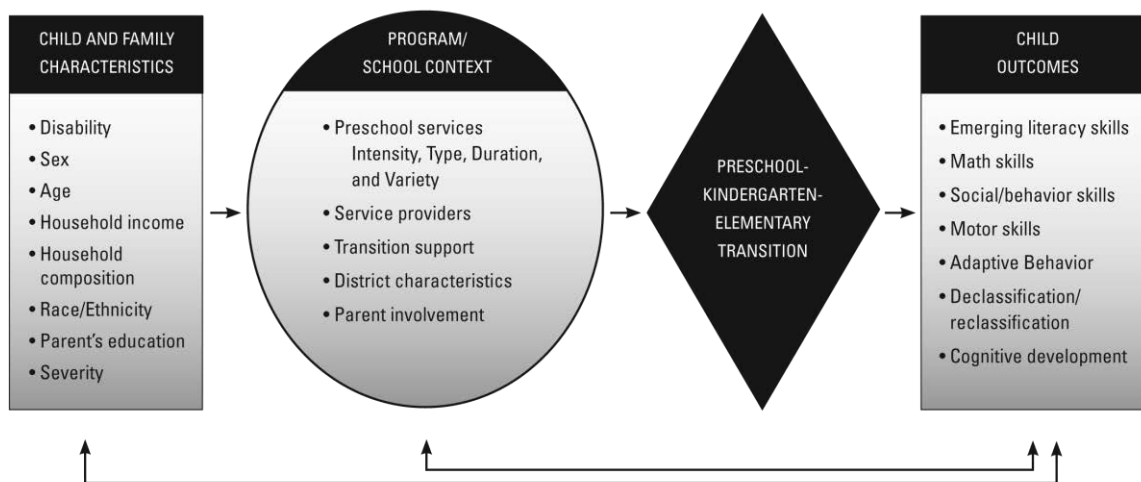 CHILD AND FAMILY
CHARACTERISTICS
• Disability
• Sex
• Age
• Household income
• Household
composition
• Race/Ethnicity
• Parent's education
• Severity
PROGRAM/
SCHOOL CONTEXT
• Preschool services
Intensity, Type, Duration,
and Variety
• Service providers
• Transition support
• District characteristics
• Parent involvement
PRESCHOOL-
KINDERGARTEN-
ELEMENTARY
TRANSITION
CHILD
OUTCOMES
• Emerging literacy skills
• Math skills
• Social/behavior skills
• Motor skills
• Adaptive Behavior
• Declassification/
reclassification
• Cognitive development